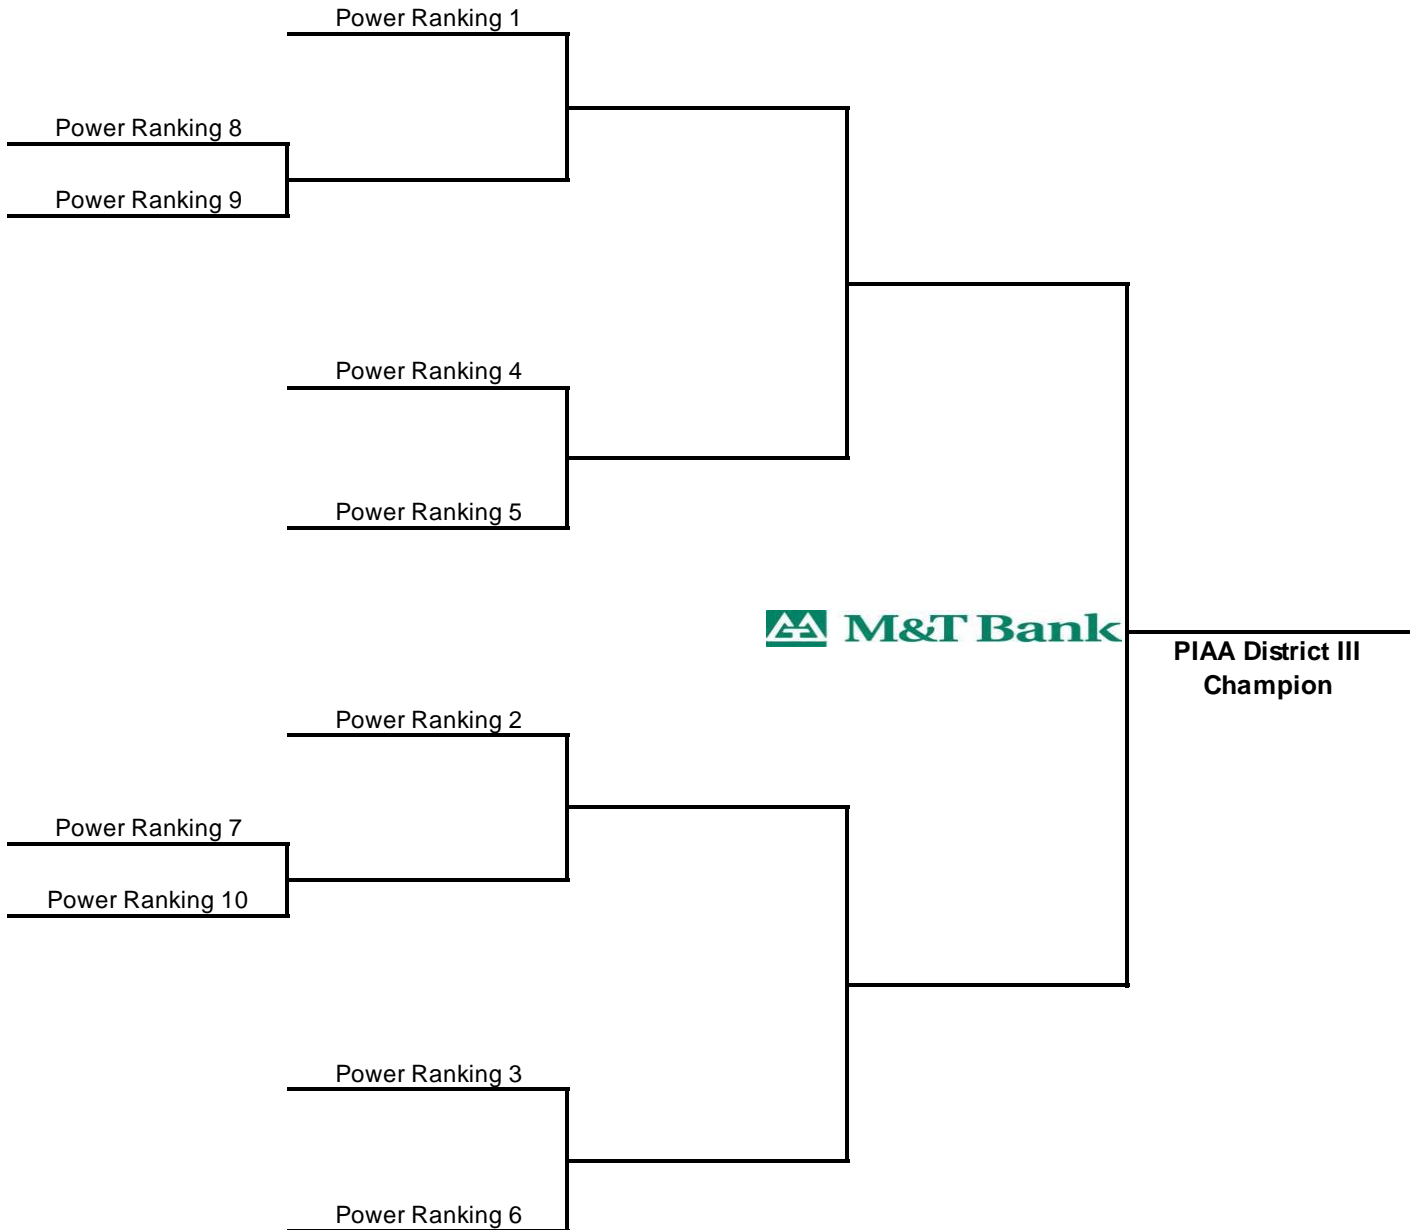 Power Ranking 1
Power Ranking 8
Power Ranking 9
Power Ranking 4
Power Ranking 5
M&T Bank
PIAA District III
Champion
Power Ranking 2
Power Ranking 7
Power Ranking 10
Power Ranking 3
Power Ranking 6